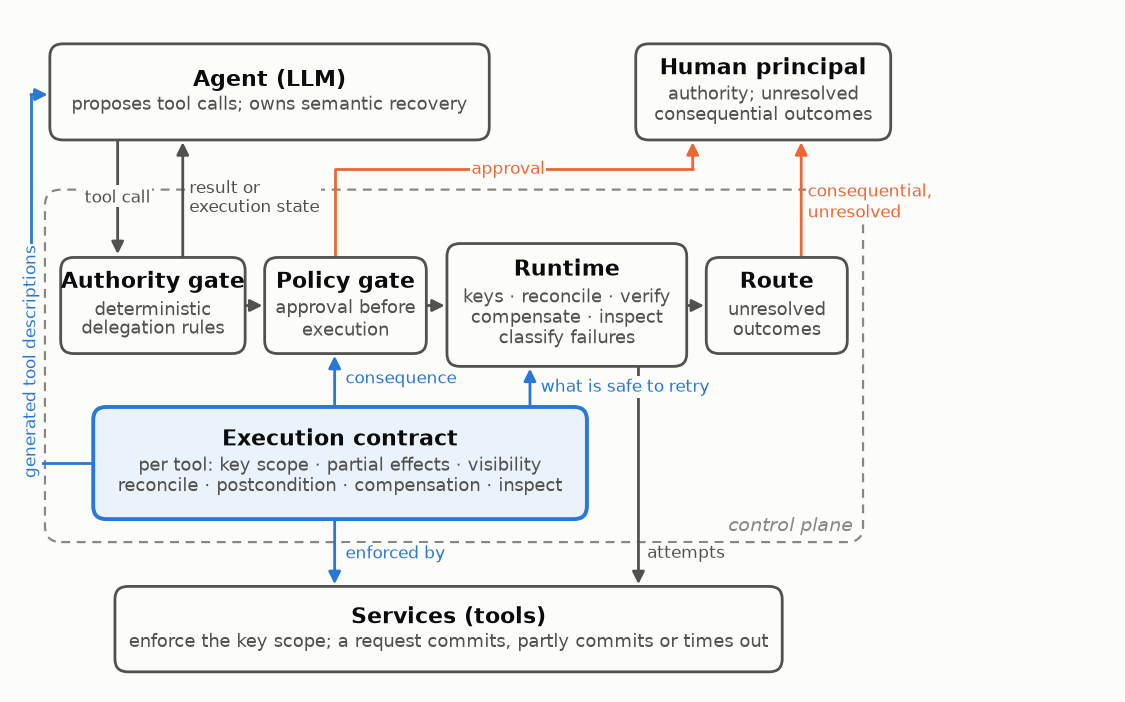 Agent (LLM)
proposes tool calls; owns semantic recovery
Human principal
authority; unresolved
consequential outcomes
approval
tool call
result or
execution state
consequential,
unresolved
Authority gate
deterministic
delegation rules
Policy gate
approval before
execution
Runtime
keys · reconcile · verify
compensate · inspect
classify failures
Route
unresolved
outcomes
generated tool descriptions
consequence
what is safe to retry
Execution contract
per tool: key scope · partial effects · visibility
reconcile · postcondition · compensation · inspect
control plane
enforced by
attempts
Services (tools)
enforce the key scope; a request commits, partly commits or times out